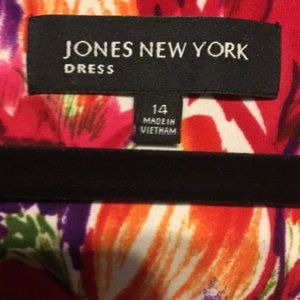 JONES NEW YORK
DRESS
14
MADE IN
VIETNAM